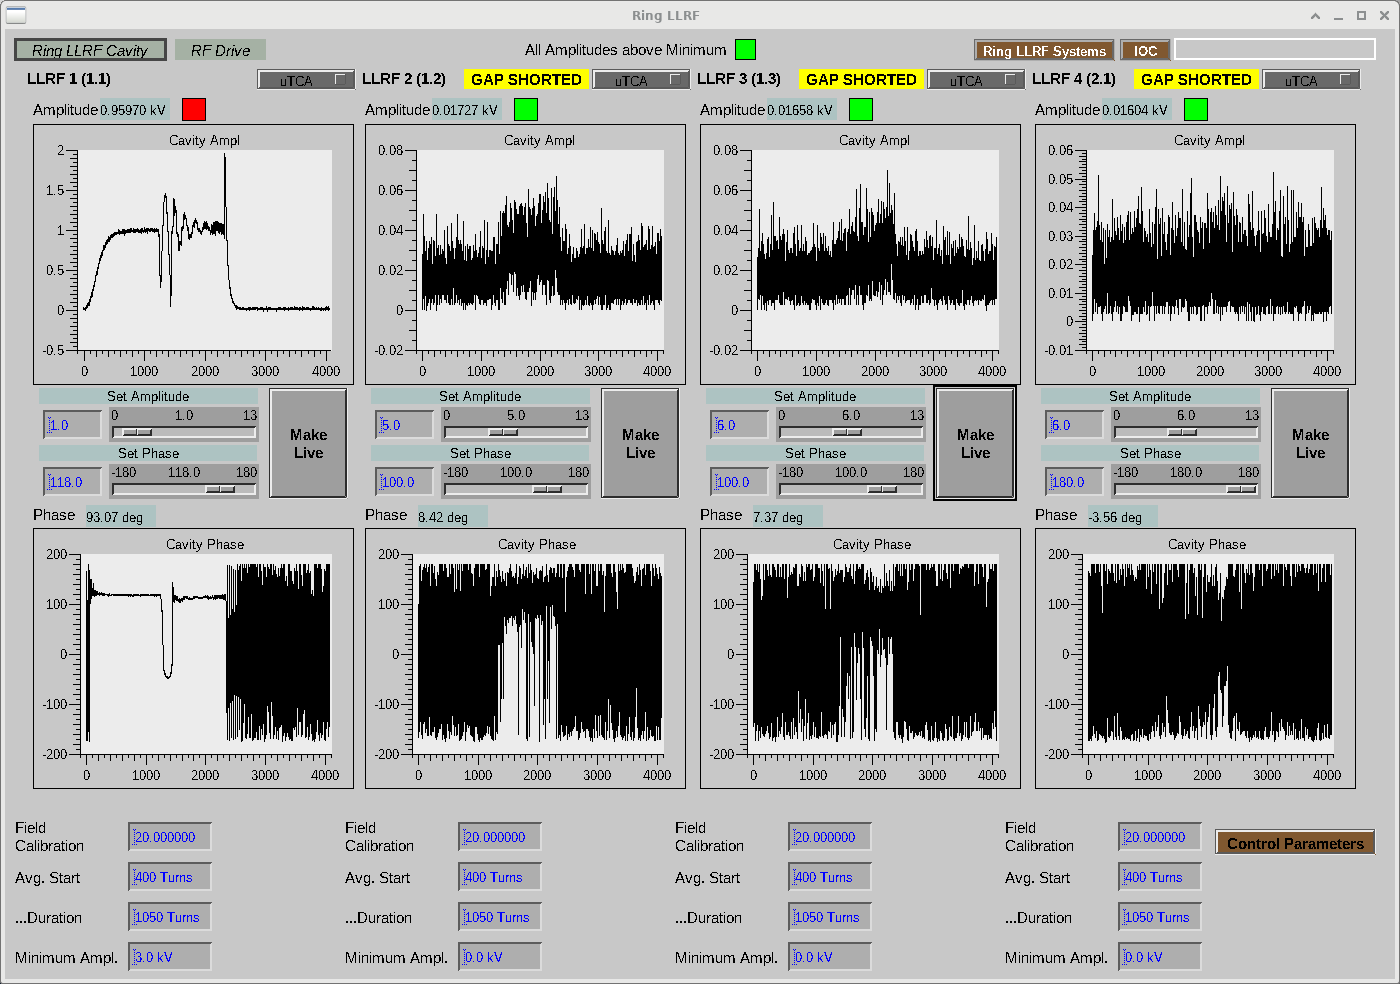 Ring LLRF
Ring LLRF Cavity RF Drive All Amplitudes above Minimum Ring LLRF Systems IOC
LLRF 1 (1.1) uTCA LLRF 2 (1.2) GAP SHORTED uTCA LLRF 3 (1.3) GAP SHORTED uTCA LLRF 4 (2.1) GAP SHORTED uTCA
Amplitude 0.95970 kV Amplitude 0.01727 kV Amplitude 0.01658 kV Amplitude 0.01604 kV
Cavity Ampl Cavity Ampl Cavity Ampl Cavity Ampl
2 0.08 0.08 0.06
1.5 0.06 0.06 0.05
0.04
1 0.04 0.04
0.03
0.5 0.02 0.02 0.02
0.01
0 0 0 0
-0.5 -0.02 -0.02 -0.01
0 1000 2000 3000 4000 0 1000 2000 3000 4000 0 1000 2000 3000 4000 0 1000 2000 3000 4000
Set Amplitude Set Amplitude Set Amplitude Set Amplitude
1.0 0 1.0 13 5.0 0 5.0 13 6.0 0 6.0 13 6.0 0 6.0 13
Make Live Make Live Make Live Make Live
Set Phase Set Phase Set Phase Set Phase
118.0 -180 118.0 180 100.0 -180 100.0 180 100.0 -180 100.0 180 180.0 -180 180.0 180
Phase 93.07 deg Phase 8.42 deg Phase 7.37 deg Phase -3.56 deg
Cavity Phase Cavity Phase Cavity Phase Cavity Phase
200 200 200 200
100 100 100 100
0 0 0 0
-100 -100 -100 -100
-200 -200 -200 -200
0 1000 2000 3000 4000 0 1000 2000 3000 4000 0 1000 2000 3000 4000 0 1000 2000 3000 4000
Field Calibration 20.000000 Field Calibration 20.000000 Field Calibration 20.000000 Field Calibration 20.000000 Control Parameters
Avg. Start 400 Turns Avg. Start 400 Turns Avg. Start 400 Turns Avg. Start 400 Turns
...Duration 1050 Turns ...Duration 1050 Turns ...Duration 1050 Turns ...Duration 1050 Turns
Minimum Ampl. 3.0 kV Minimum Ampl. 0.0 kV Minimum Ampl. 0.0 kV Minimum Ampl. 0.0 kV